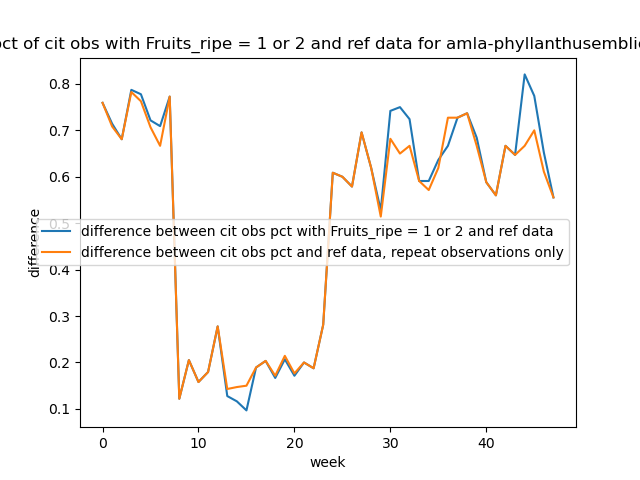 of cit obs with Fruits_ripe = 1 or 2 and ref data for
0.8
0.7
0.6
0.5
0.4
0.3
0.2
0.1
difference
difference between cit obs pct with Fruits_ripe = 1 or 2 and ref data
difference between cit obs pct and ref data, repeat observations only
0 10 20 30 40
week